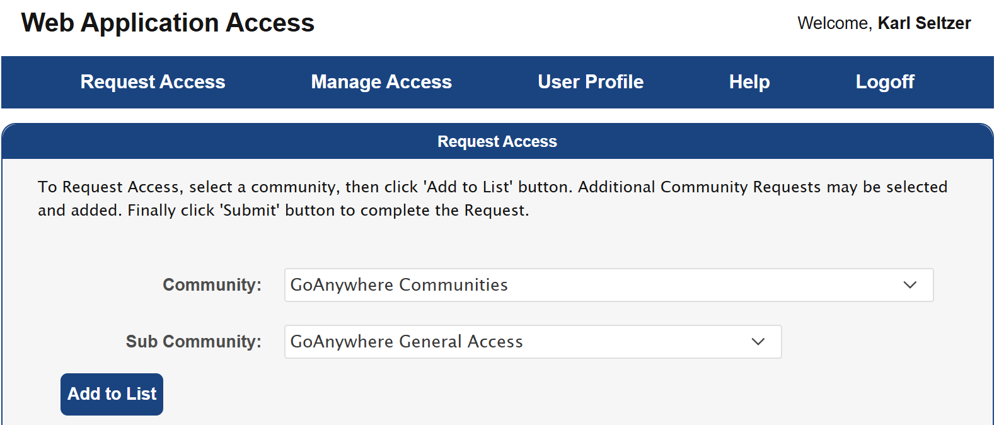 Web Application Access
Welcome, Karl Seltzer
Request Access
Manage Access
User Profile
Help
Logoff
Request Access
To Request Access, select a community, then click 'Add to List' button. Additional Community Requests may be selected
and added. Finally click 'Submit' button to complete the Request.
Community:
GoAnywhere Communities
Sub Community:
GoAnywhere General Access
Add to List